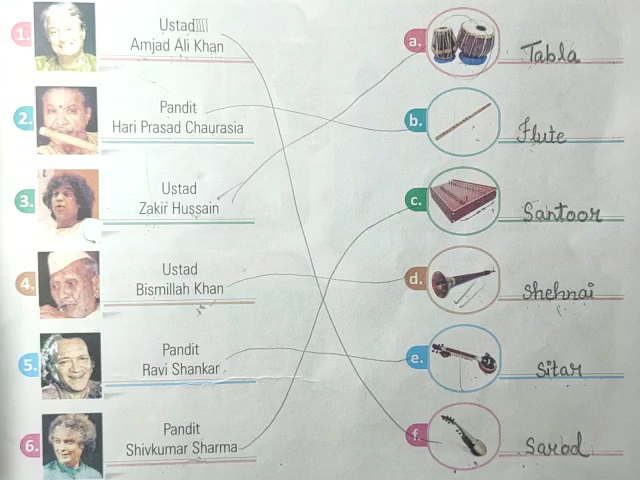 1. Ustad
Amjad Ali Khan
a. Tabla
2. Pandit
Hari Prasad Chaurasia
b. Flute
3. Ustad
Zakir Hussain
c. Santoor
4. Ustad
Bismillah Khan
d. Shehnai
5. Pandit
Ravi Shankar
e. Sitar
6. Pandit
Shivkumar Sharma
f. Sarod